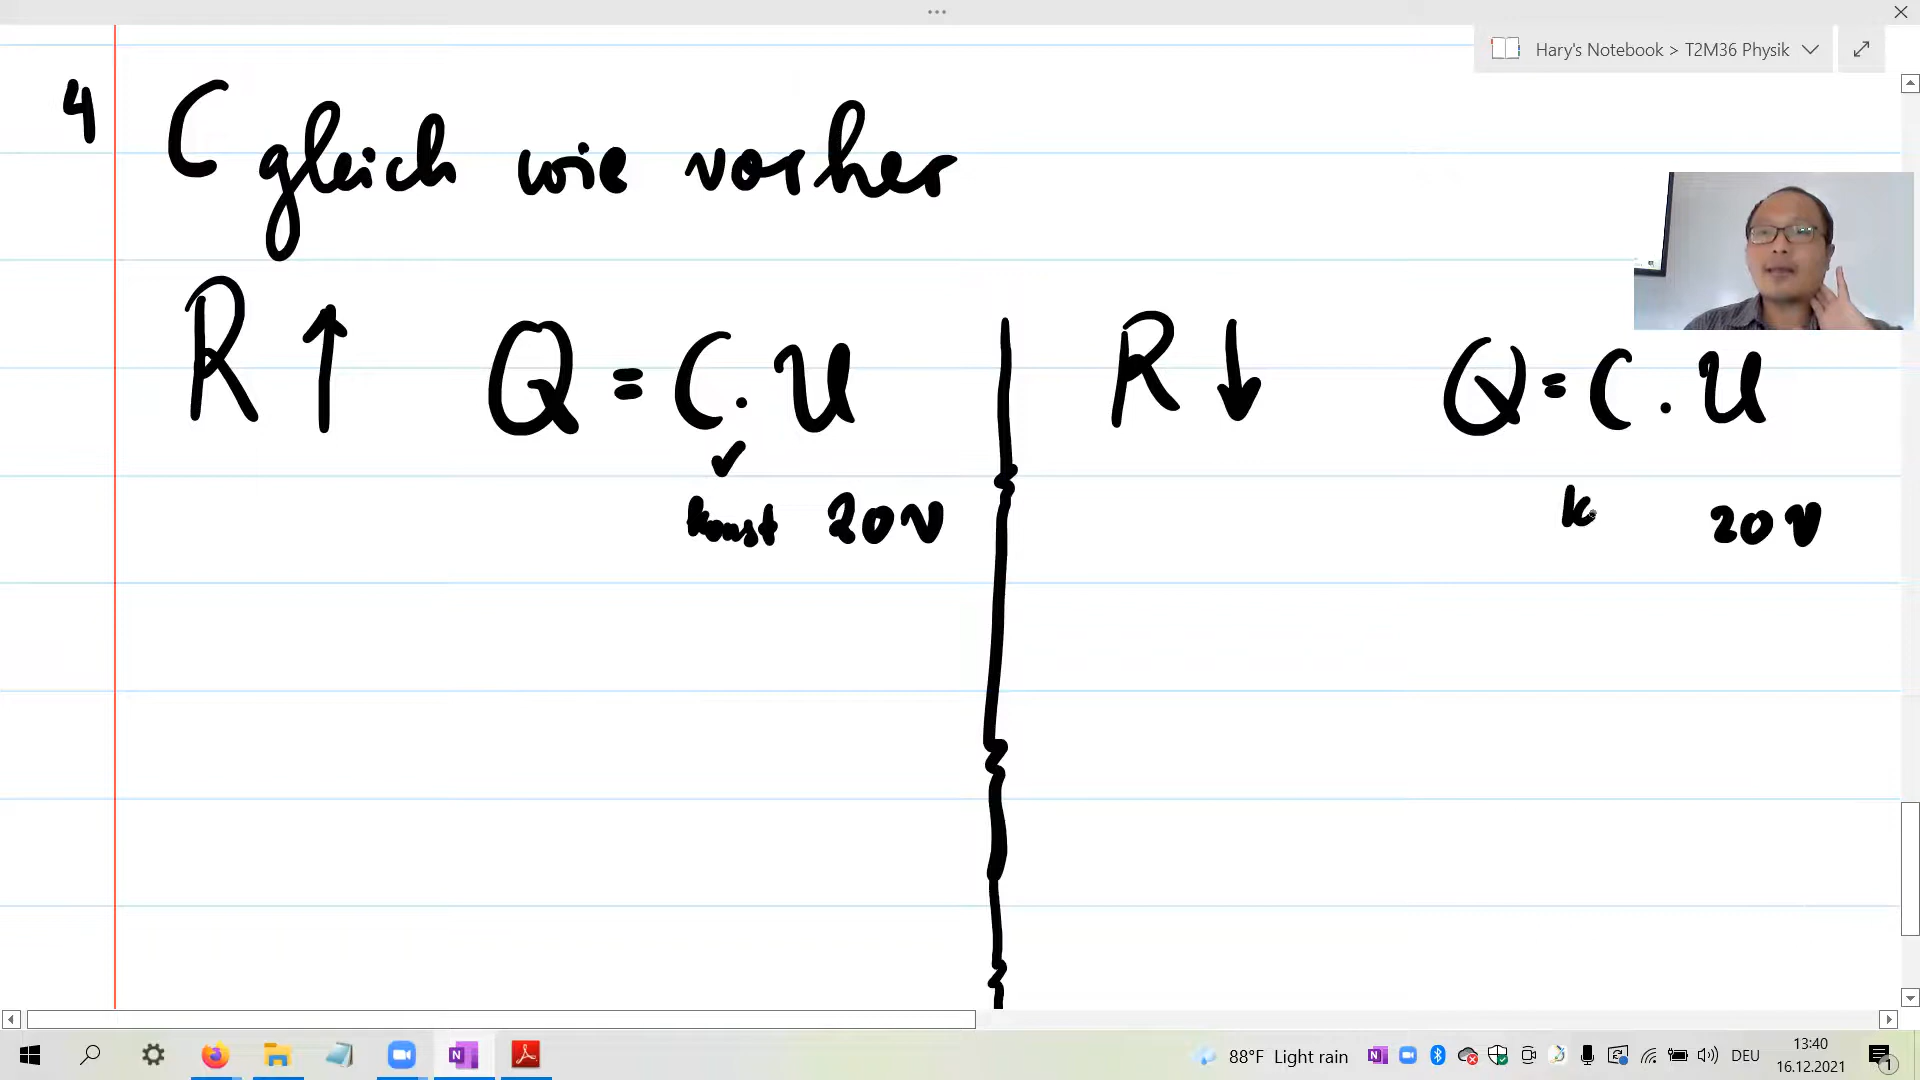 ...
Hary's Notebook > T2M36 Physik
4 C gleich wie vorher
R ↑ Q = C . U
✓
konst 20V
R ↓ Q = C . U
k 20V
88°F Light rain
DEU
13:40
16.12.2021
1